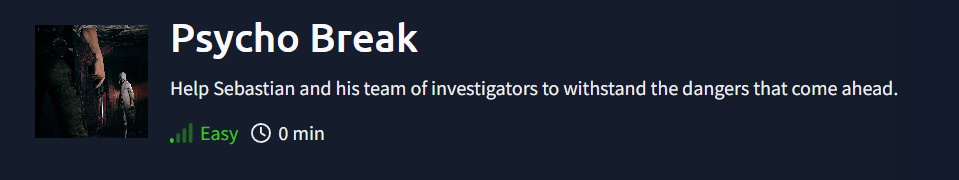 Psycho Break
Help Sebastian and his team of investigators to withstand the dangers that come ahead.
Easy 0 min